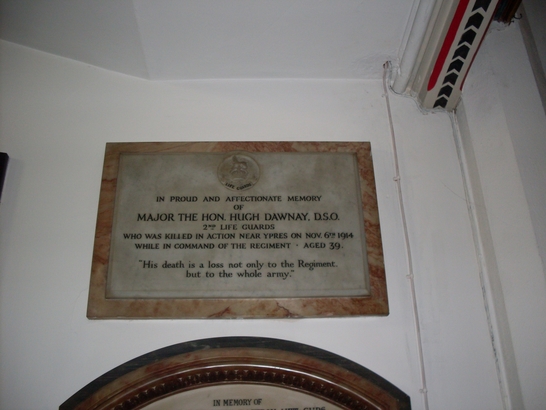 IN PROUD AND AFFECTIONATE MEMORY
OF
MAJOR THE HON. HUGH DAWNAY, D.S.O.
2ND LIFE GUARDS
WHO WAS KILLED IN ACTION NEAR YPRES ON NOV. 6TH 1914
WHILE IN COMMAND OF THE REGIMENT · AGED 39.
"His death is a loss not only to the Regiment.
but to the whole army."
IN MEMORY OF